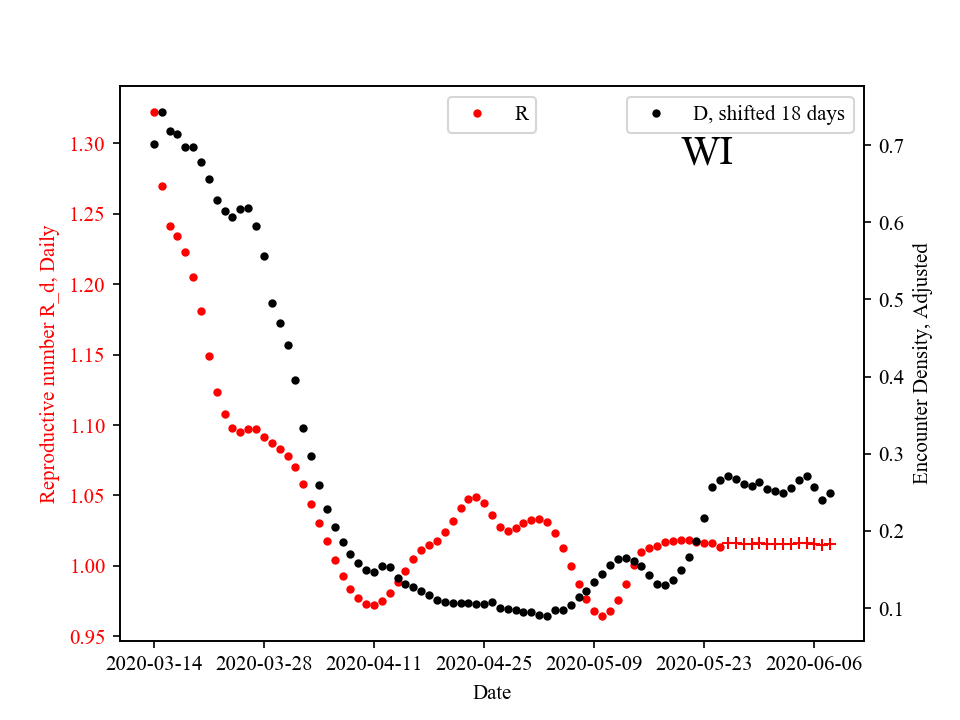 R
D, shifted 18 days
WI
1.30
1.25
1.20
1.15
1.10
1.05
1.00
0.95
Reproductive number R_d, Daily
0.7
0.6
0.5
0.4
0.3
0.2
0.1
Encounter Density, Adjusted
2020-03-14 2020-03-28 2020-04-11 2020-04-25 2020-05-09 2020-05-23 2020-06-06
Date